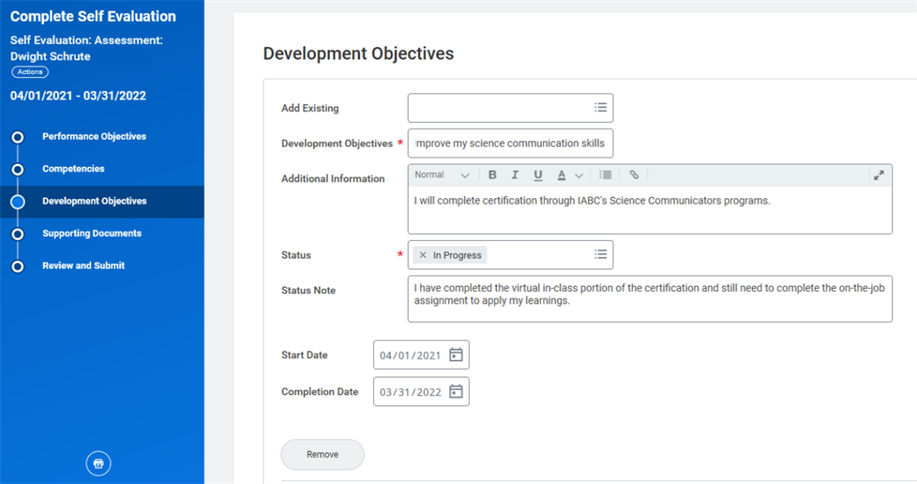 Complete Self Evaluation
Self Evaluation: Assessment:
Dwight Schrute
Actions
04/01/2021 - 03/31/2022
Performance Objectives
Competencies
Development Objectives
Supporting Documents
Review and Submit
Development Objectives
Add Existing
Development Objectives * mprove my science communication skills
Additional Information
Normal B I U A
I will complete certification through IABC's Science Communicators programs.
Status * × In Progress
Status Note
I have completed the virtual in-class portion of the certification and still need to complete the on-the-job
assignment to apply my learnings.
Start Date 04/01/2021
Completion Date 03/31/2022
Remove